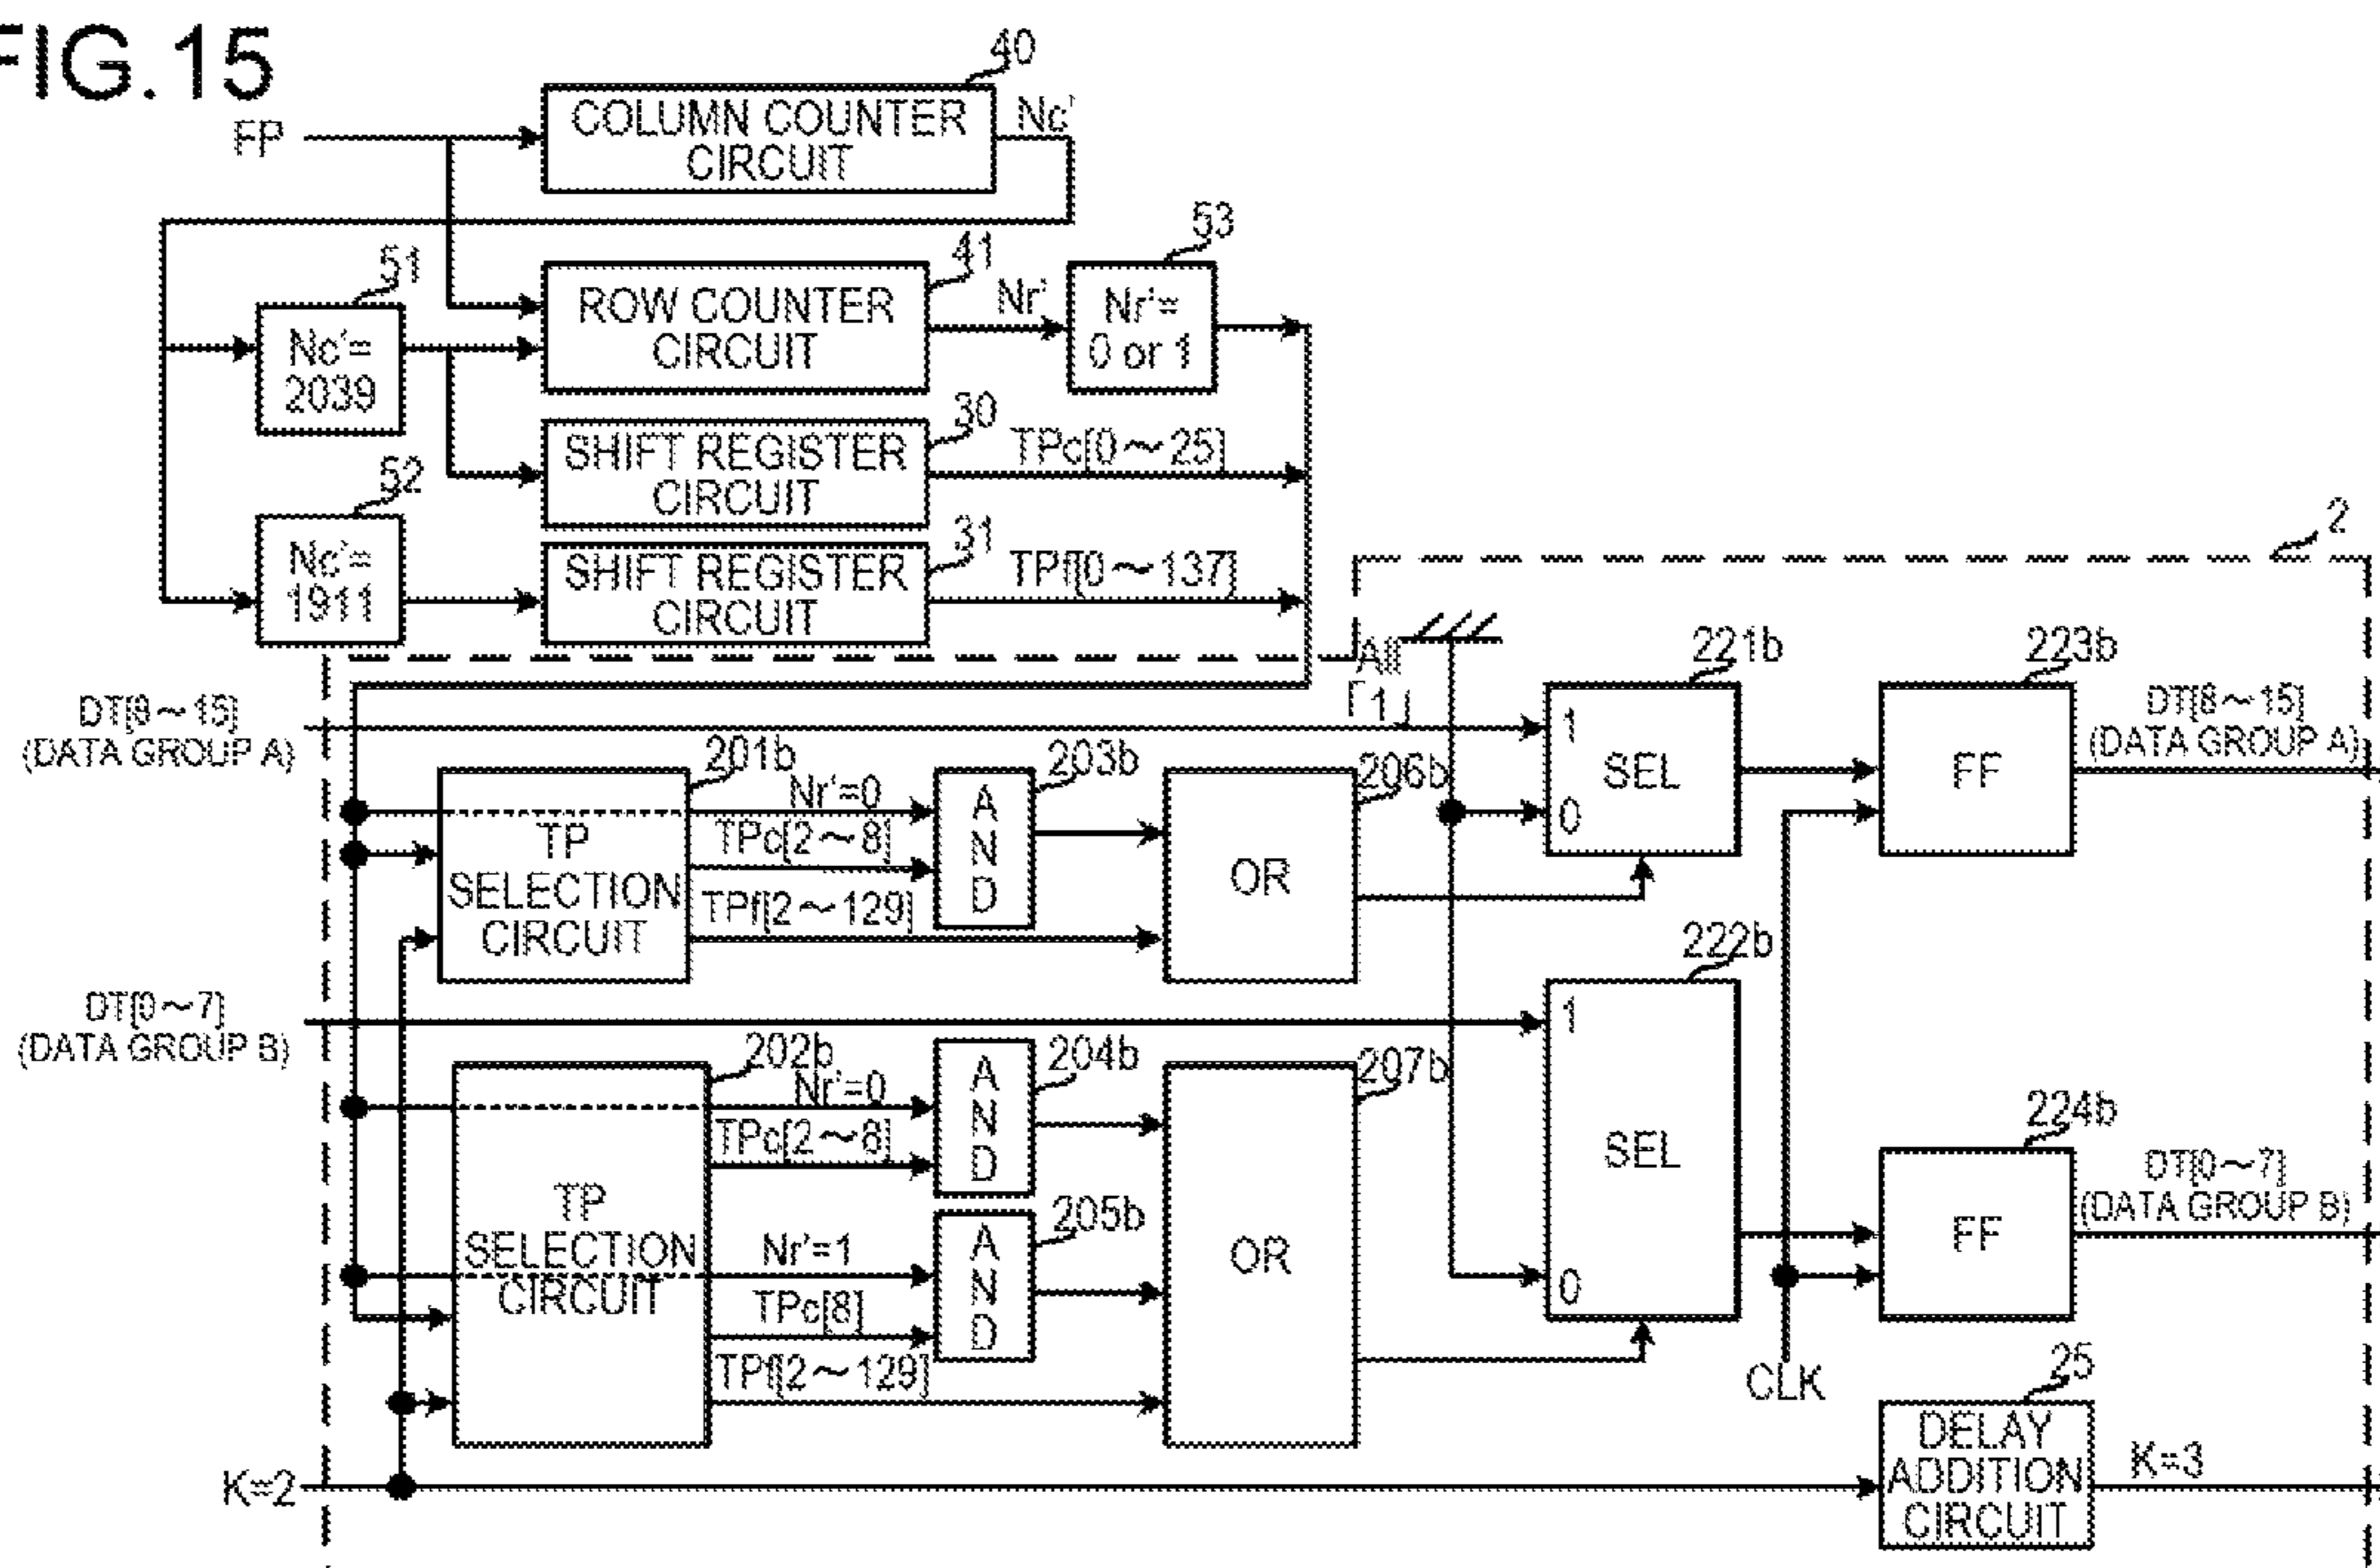 FIG.15
40
FP
COLUMN COUNTER
CIRCUIT
Nc'
53
51
41
Nc'=
2039
ROW COUNTER
CIRCUIT
Nr'
Nr'=
0 or 1
30
SHIFT REGISTER
CIRCUIT
TPc[0~25]
52
Nc'=
1911
31
SHIFT REGISTER
CIRCUIT
TPf[0~137]
2
All
「1」
221b
223b
DT[8~15]
(DATA GROUP A)
1
SEL
0
FF
DT[8~15]
(DATA GROUP A)
201b
TP
SELECTION
CIRCUIT
Nr'=0
TPc[2~8]
TPf[2~129]
203b
AND
206b
OR
222b
DT[0~7]
(DATA GROUP B)
1
SEL
0
202b
TP
SELECTION
CIRCUIT
Nr'=0
TPc[2~8]
204b
AND
207b
OR
Nr'=1
TPc[8]
TPf[2~129]
205b
AND
224b
FF
DT[0~7]
(DATA GROUP B)
CLK
25
K=2
DELAY
ADDITION
CIRCUIT
K=3